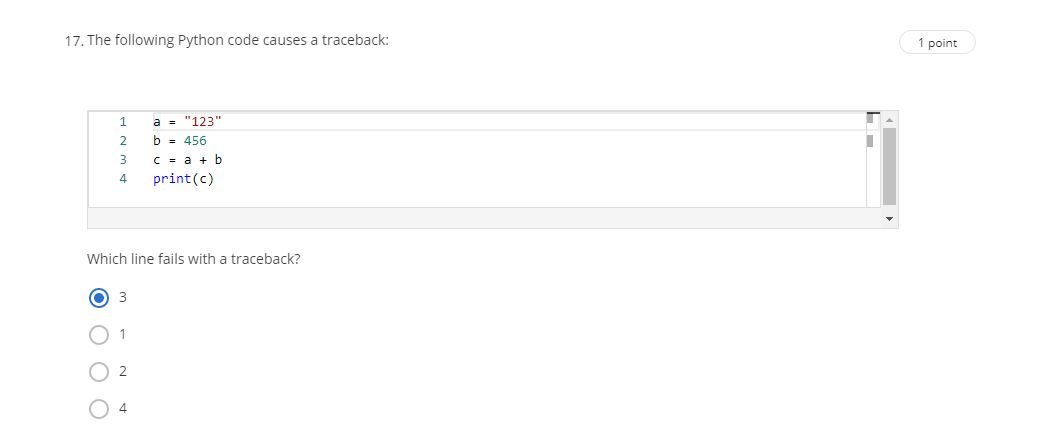 17. The following Python code causes a traceback:
1 point
1 a = "123"
2 b = 456
3 c = a + b
4 print(c)
Which line fails with a traceback?
3
1
2
4